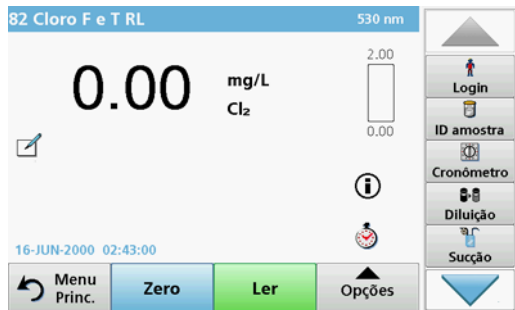 82 Cloro F e T RL
530 nm
0.00
mg/L
Cl₂
2.00
0.00
16-JUN-2000 02:43:00
Menu
Princ.
Zero
Ler
Opções
Login
ID amostra
Cronômetro
Diluição
Sucção